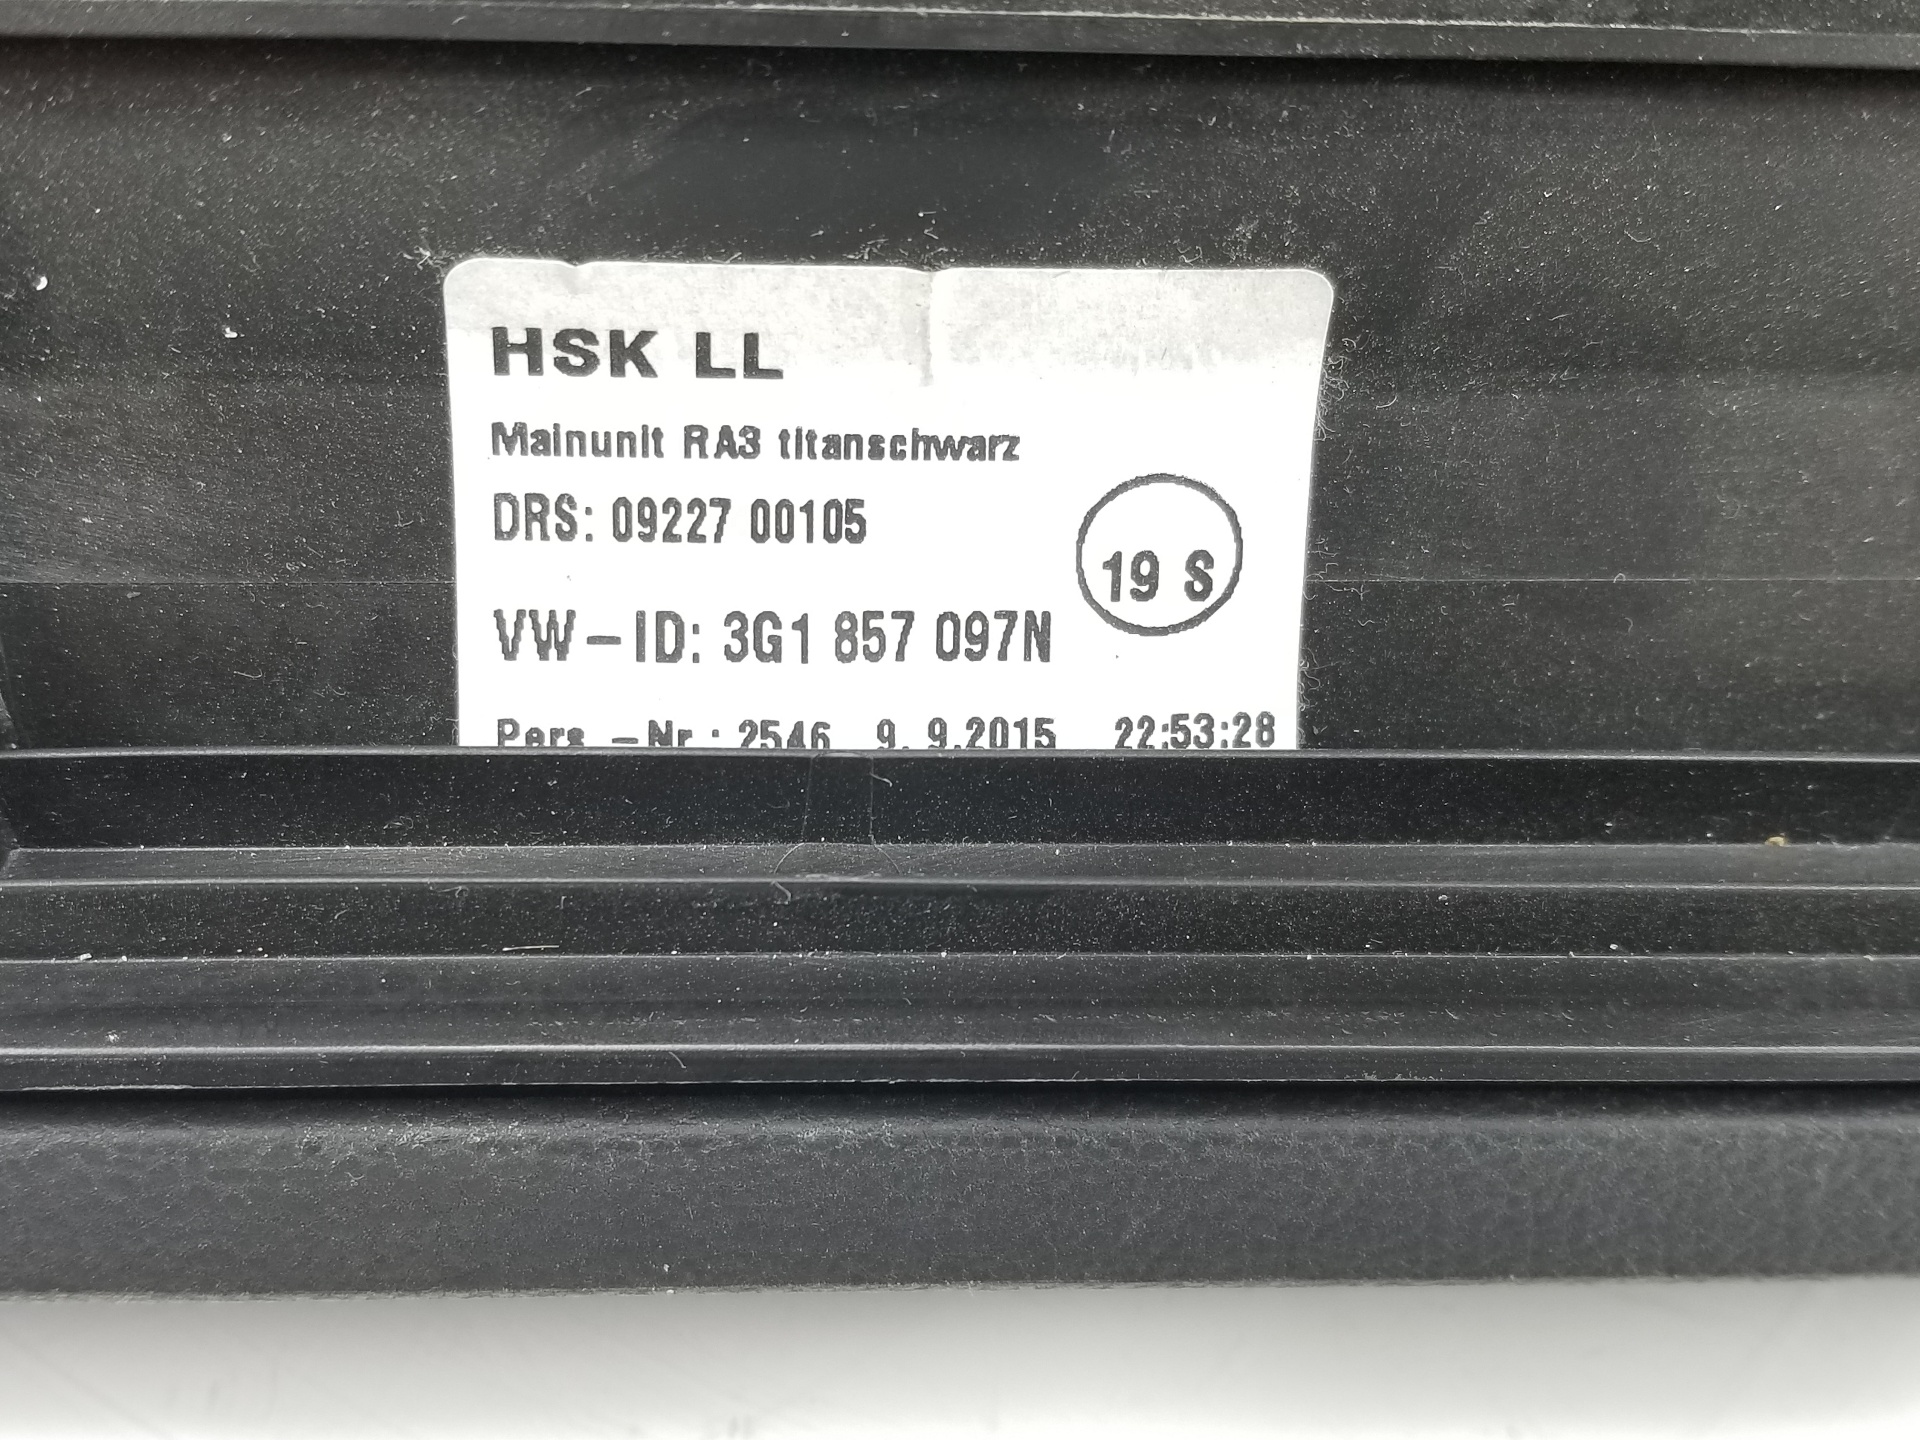 HSK LL
Mainunit RA3 titanschwarz
DRS: 09227 00105
19 S
VW-ID: 3G1 857 097N
Pers.-Nr.: 2546 9. 9.2015 22:53:28